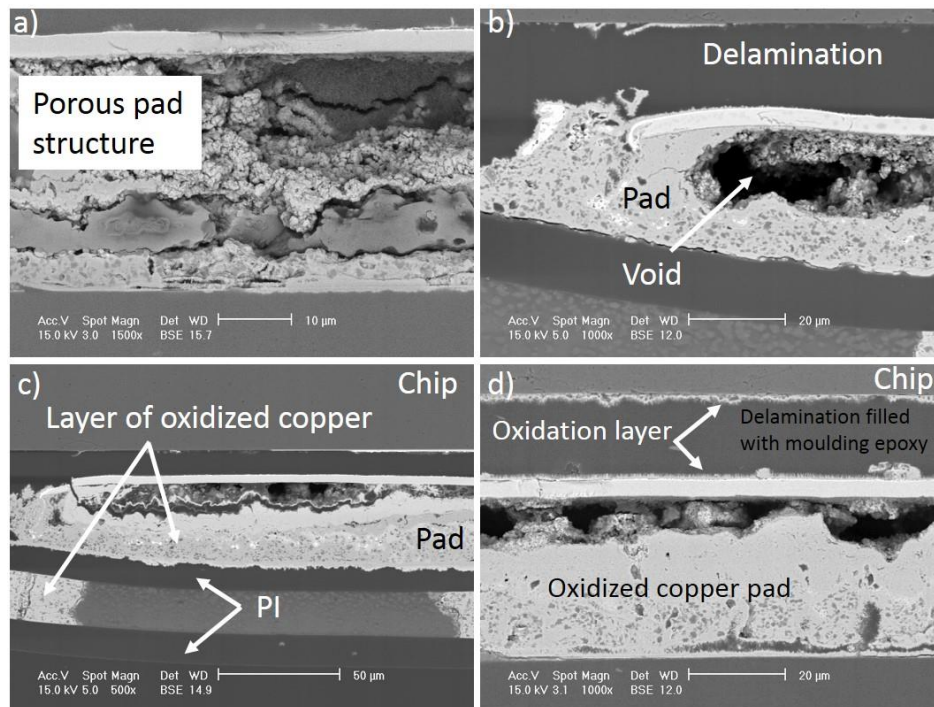 a)
Porous pad
structure
Acc.V Spot Magn Det WD 10 µm
15.0 kV 3.0 1500x BSE 15.7
b)
Delamination
Pad
Void
Acc.V Spot Magn Det WD 20 µm
15.0 kV 5.0 1000x BSE 12.0
c)
Chip
Layer of oxidized copper
Pad
PI
Acc.V Spot Magn Det WD 50 µm
15.0 kV 5.0 500x BSE 14.9
d)
Chip
Oxidation layer
Delamination filled
with moulding epoxy
Oxidized copper pad
Acc.V Spot Magn Det WD 20 µm
15.0 kV 3.1 1000x BSE 12.0